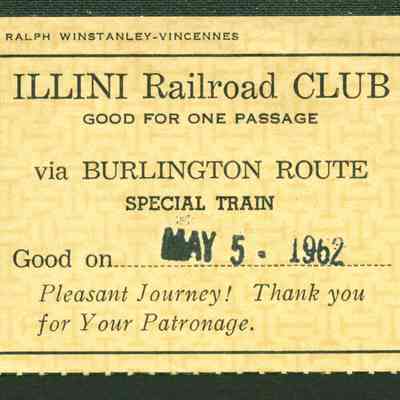 RALPH WINSTANLEY-VINCENNES
ILLINI Railroad CLUB
GOOD FOR ONE PASSAGE
via BURLINGTON ROUTE
SPECIAL TRAIN
Good on MAY 5 - 1962
Pleasant Journey! Thank you
for Your Patronage.